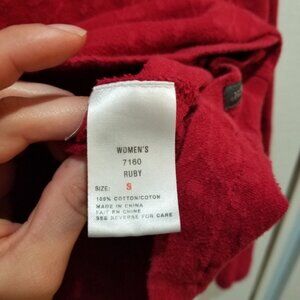 WOMEN'S
7160
RUBY
SIZE: S
100% COTTON/COTON
MADE IN CHINA
FAIT EN CHINE
SEE REVERSE FOR CARE